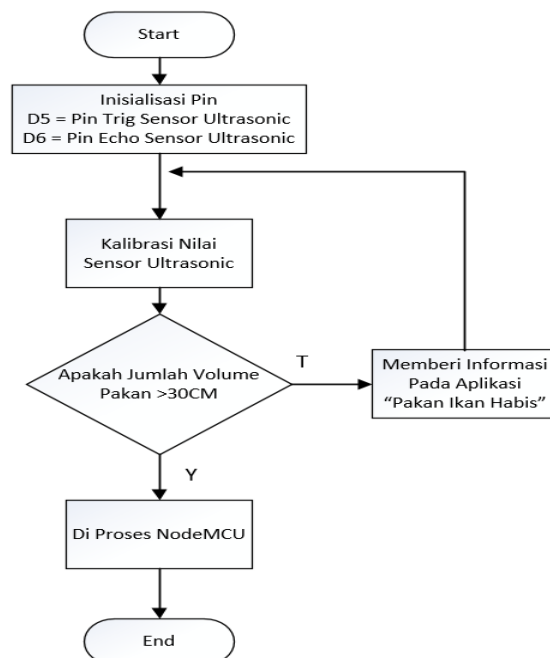 Start
Inisialisasi Pin
D5 = Pin Trig Sensor Ultrasonic
D6 = Pin Echo Sensor Ultrasonic
Kalibrasi Nilai
Sensor Ultrasonic
Apakah Jumlah Volume
Pakan >30CM
T
Memberi Informasi
Pada Aplikasi
“Pakan Ikan Habis”
Y
Di Proses NodeMCU
End